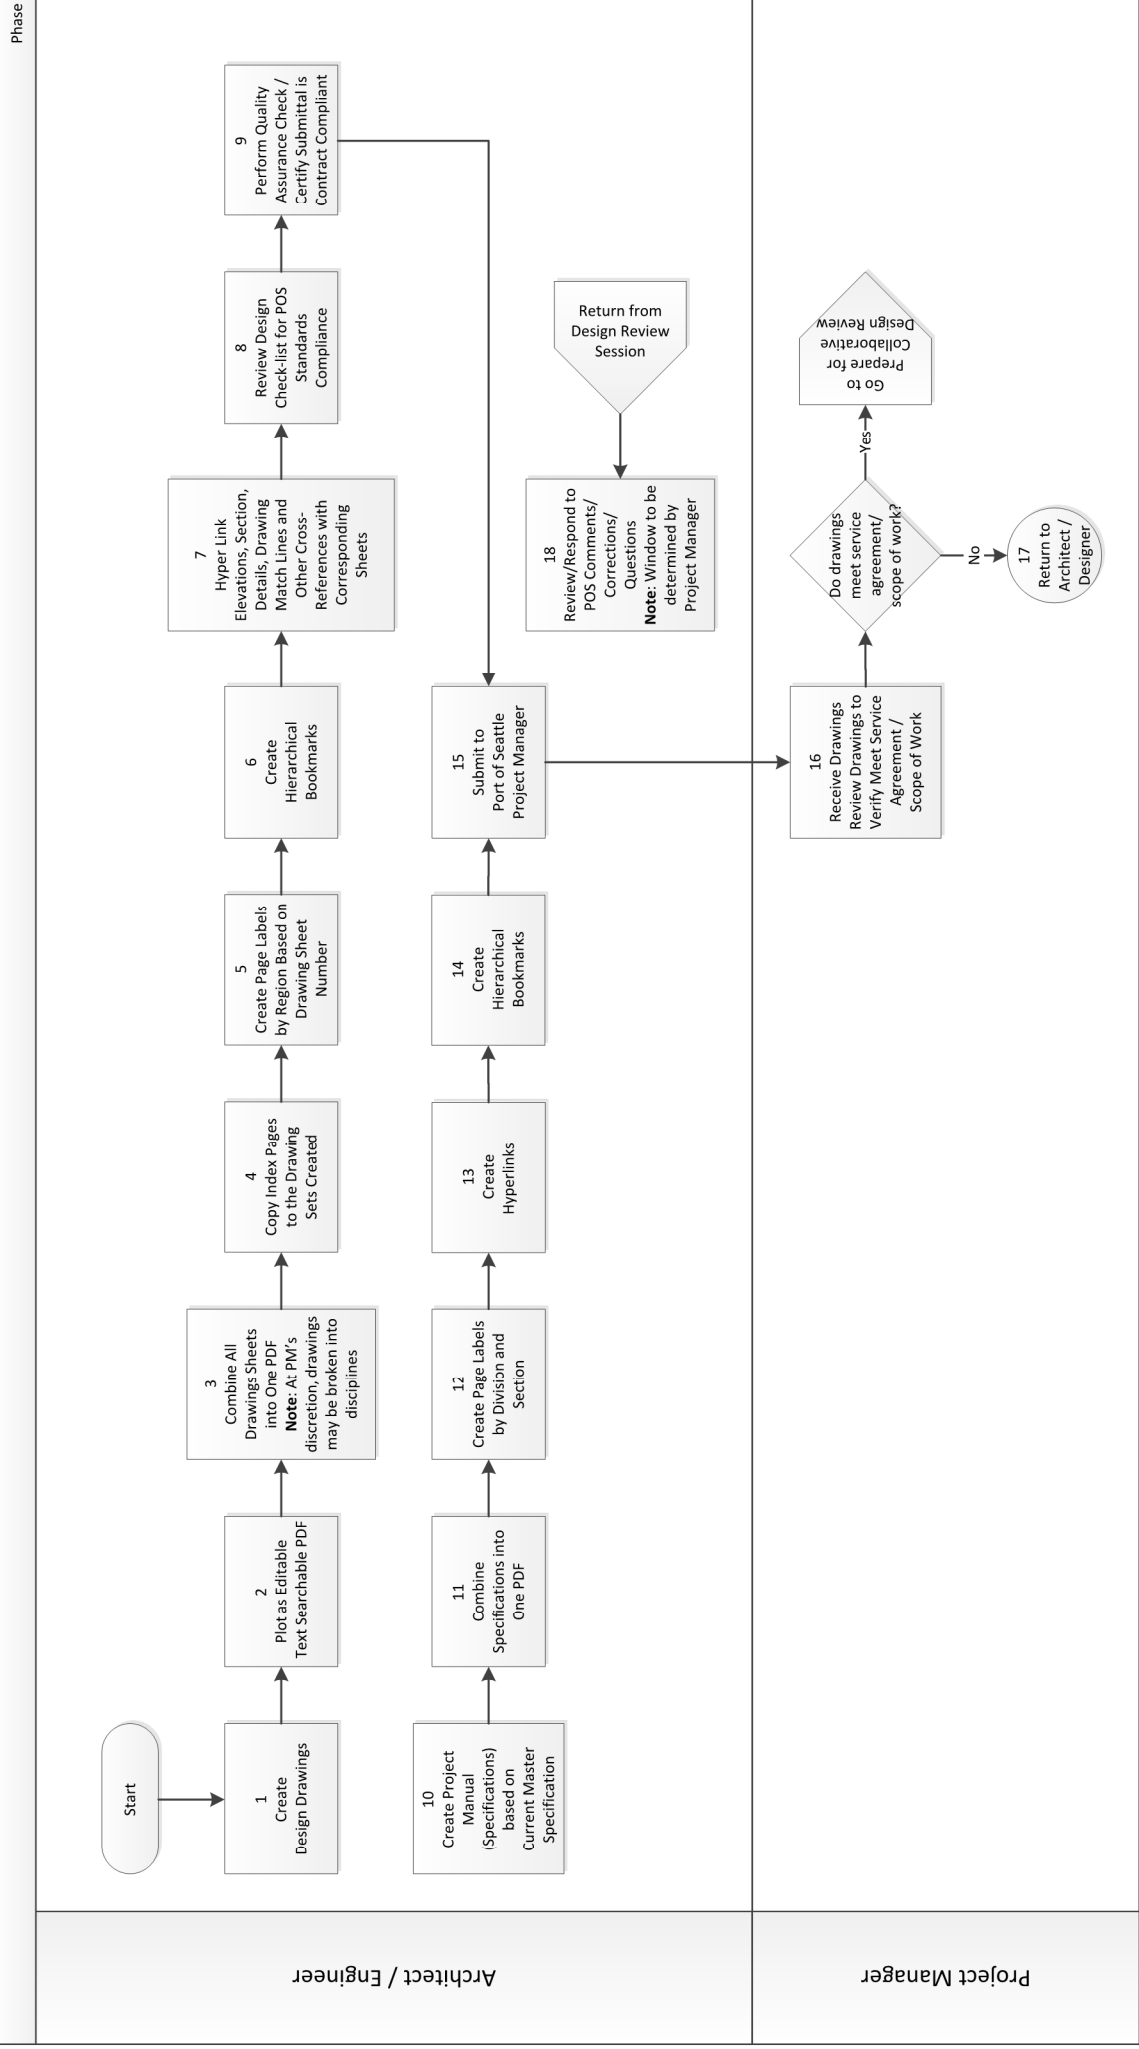 Phase
Architect / Engineer
Start
1
Create
Design Drawings
2
Plot as Editable
Text Searchable PDF
3
Combine All
Drawings Sheets
into One PDF
Note: At PM's
discretion, drawings
may be broken into
disciplines
4
Copy Index Pages
to the Drawing
Sets Created
5
Create Page Labels
by Region Based on
Drawing Sheet
Number
6
Create
Hierarchical
Bookmarks
7
Hyper Link
Elevations, Section,
Details, Drawing
Match Lines and
Other Cross-
References with
Corresponding
Sheets
8
Review Design
Check-list for POS
Standards
Compliance
9
Perform Quality
Assurance Check /
Certify Submittal is
Contract Compliant
10
Create Project
Manual
(Specifications)
based on
Current Master
Specification
11
Combine
Specifications into
One PDF
12
Create Page Labels
by Division and
Section
13
Create
Hyperlinks
14
Create
Hierarchical
Bookmarks
15
Submit to
Port of Seattle
Project Manager
18
Review/Respond to
POS Comments/
Corrections/
Questions
Note: Window to be
determined by
Project Manager
Return from
Design Review
Session
Project Manager
16
Receive Drawings
Review Drawings to
Verify Meet Service
Agreement /
Scope of Work
Do drawings
meet service
agreement/
scope of work?
Yes
Go to
Prepare for
Collaborative
Design Review
No
17
Return to
Architect /
Designer